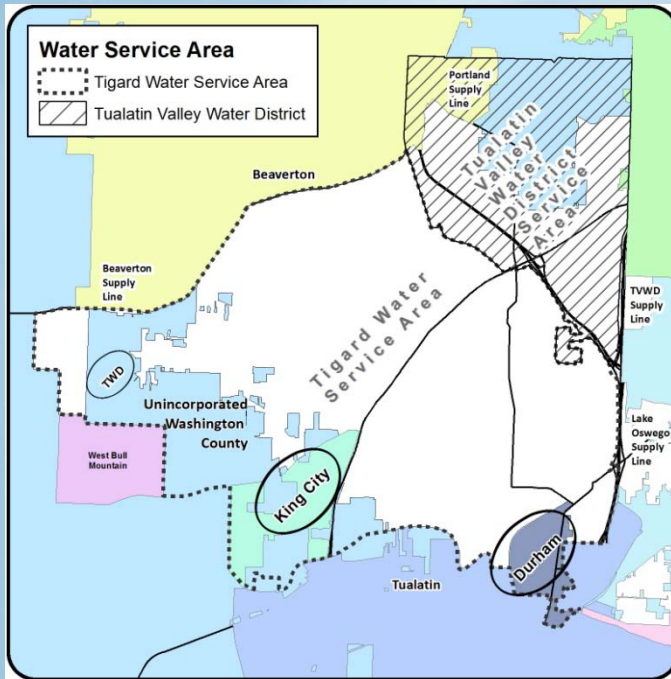 Water Service Area
Tigard Water Service Area
Tualatin Valley Water District
Portland
Supply
Line
Tualatin
Valley
Water
District
Service
Area
Beaverton
Beaverton
Supply
Line
Tigard Water
Service Area
TVWD
Supply
Line
TWD
Unincorporated
Washington
County
West Bull
Mountain
Lake
Oswego
Supply
Line
King City
Durham
Tualatin